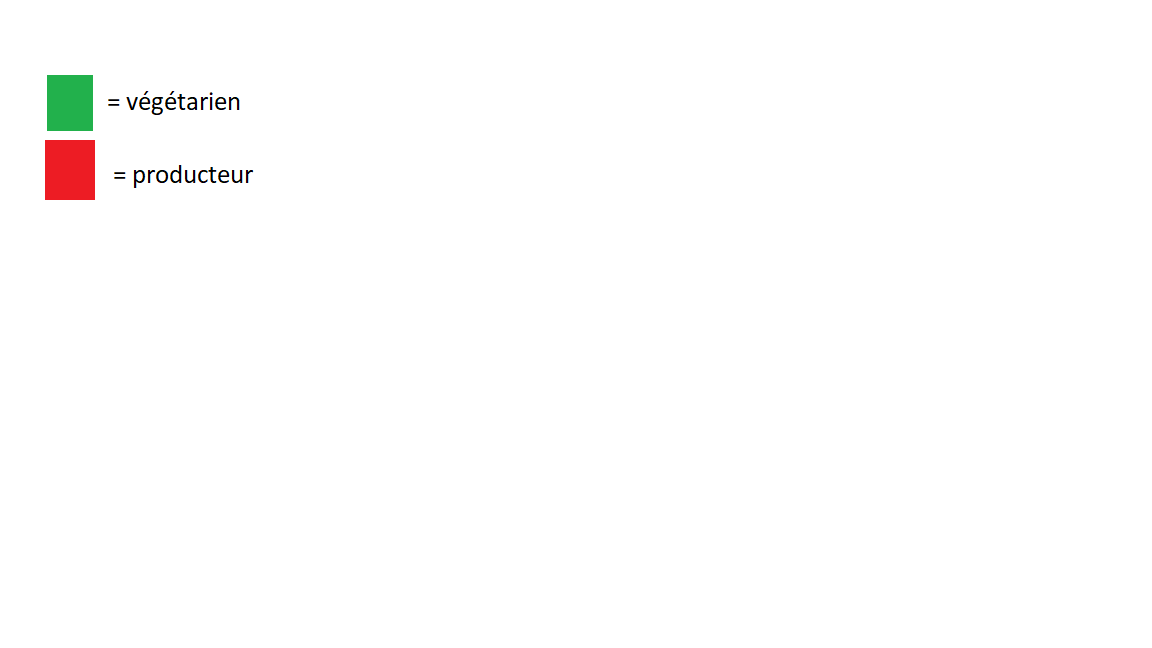 = végétarien
= producteur